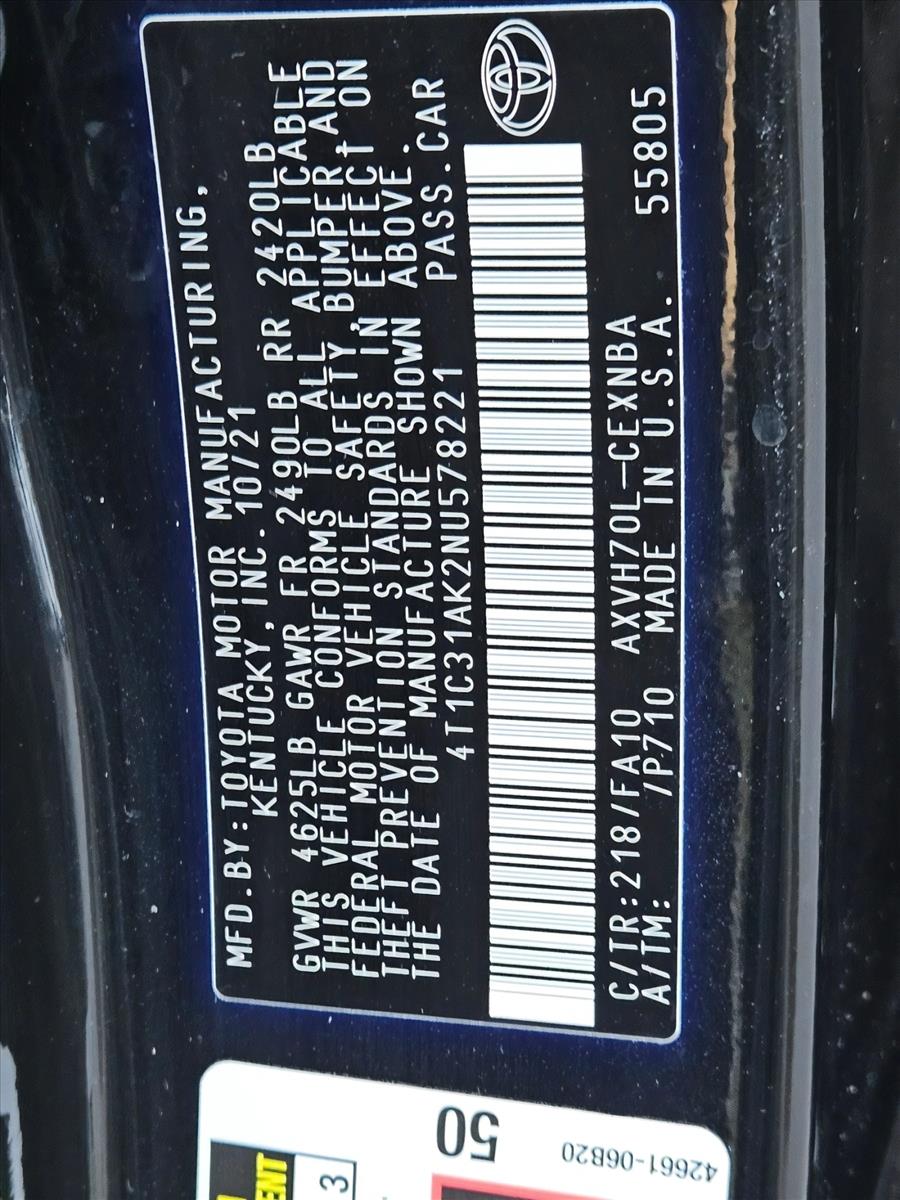 MFD.BY:TOYOTA MOTOR MANUFACTURING,
KENTUCKY, INC. 10/21
GVWR 4625LB GAWR FR 2490LB RR 2420LB
THIS VEHICLE CONFORMS TO ALL APPLICABLE
FEDERAL MOTOR VEHICLE SAFETY, BUMPER, AND
THEFT PREVENTION STANDARDS IN EFFECT ON
THE DATE OF MANUFACTURE SHOWN ABOVE.
4T1C31AK2NU578221 PASS.CAR
C/TR:218/FA10 AXVH70L-CEXNBA
A/TM: /P710 MADE IN U.S.A. 55805
50
42661-06B20
3